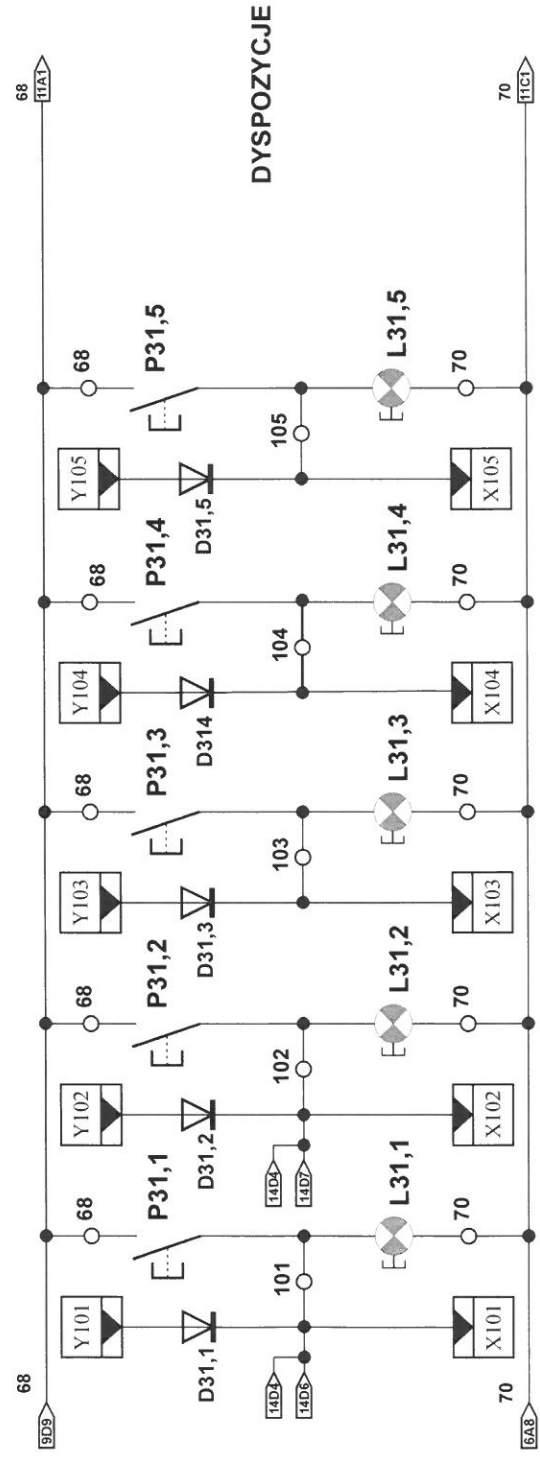 68
9D9
68
11A1
DYSPOZYCJE
Y101
68
P31,1
D31,1
101
14D4
14D6
L31,1
X101
70
Y102
68
P31,2
D31,2
102
14D4
14D7
L31,2
X102
70
Y103
68
P31,3
D31,3
103
L31,3
X103
70
Y104
68
P31,4
D314
104
L31,4
X104
70
Y105
68
P31,5
D31,5
105
L31,5
X105
70
70
6A8
70
11C1